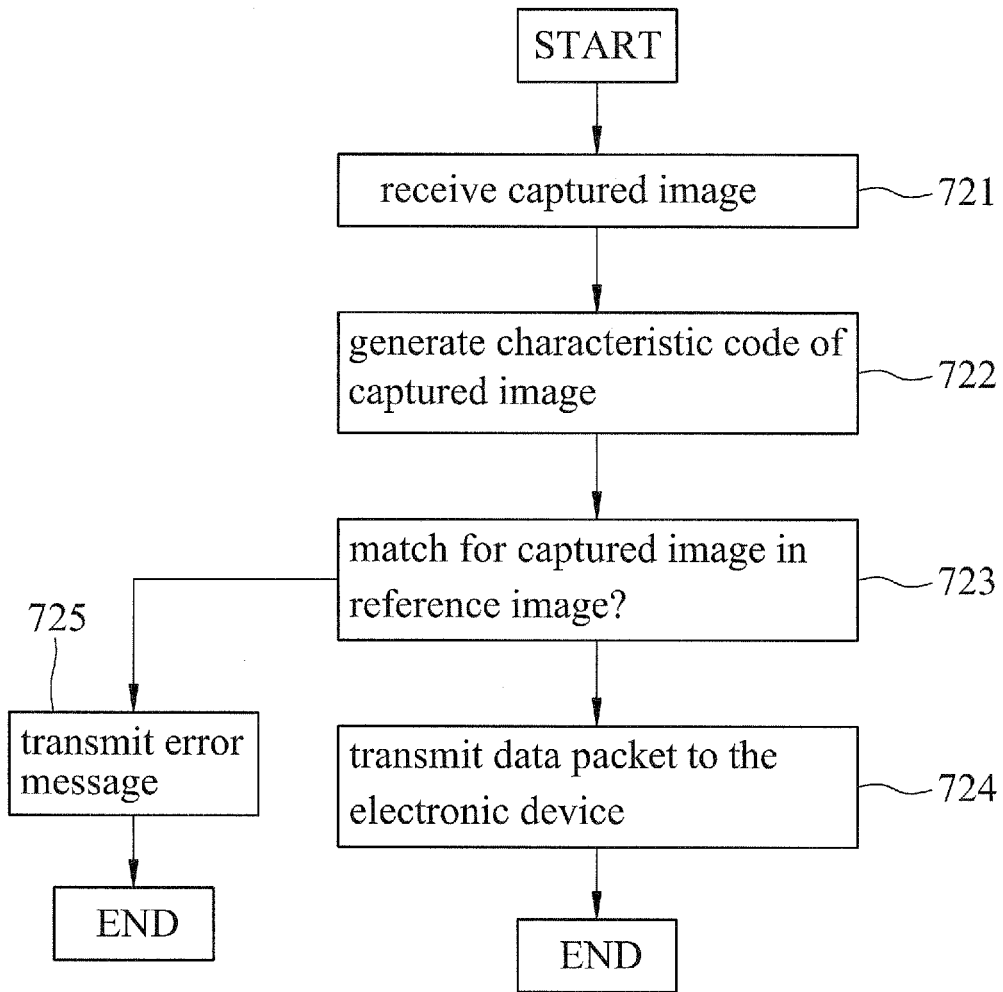 START
receive captured image
721
generate characteristic code of
captured image
722
match for captured image in
reference image?
723
725
transmit error
message
transmit data packet to the
electronic device
724
END
END